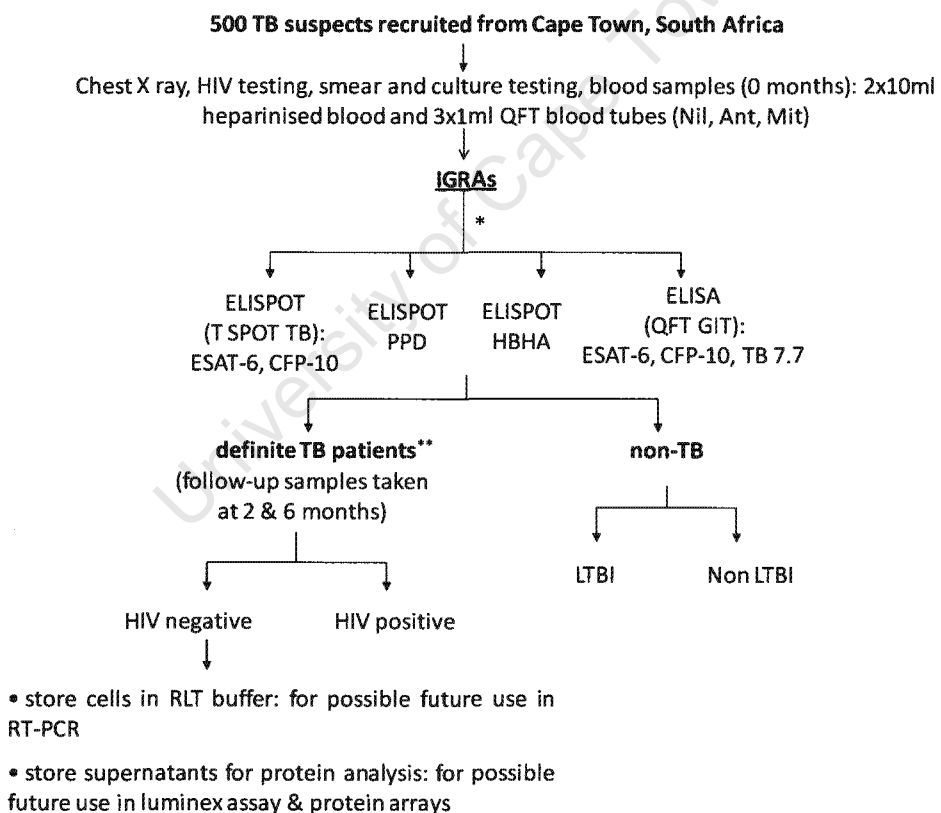 500 TB suspects recruited from Cape Town, South Africa
Chest X ray, HIV testing, smear and culture testing, blood samples (0 months): 2x10ml
heparinised blood and 3x1ml QFT blood tubes (Nil, Ant, Mit)
IGRAs
*
ELISPOT
(T SPOT TB):
ESAT-6, CFP-10
ELISPOT
PPD
ELISPOT
HBHA
ELISA
(QFT GIT):
ESAT-6, CFP-10, TB 7.7
definite TB patients**
(follow-up samples taken
at 2 & 6 months)
non-TB
LTBI
Non LTBI
HIV negative
HIV positive
• store cells in RLT buffer: for possible future use in
RT-PCR
• store supernatants for protein analysis: for possible
future use in luminex assay & protein arrays
University of Cape Tow